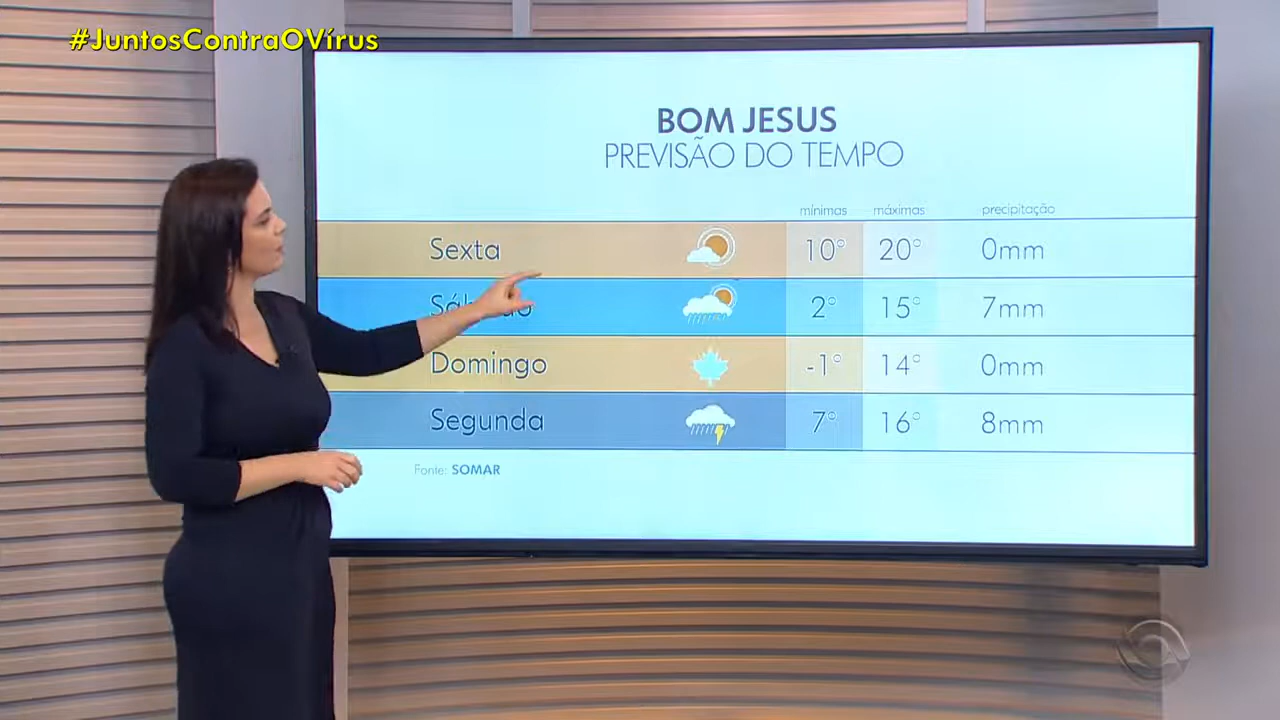 #JuntosContraOVírus
BOM JESUS
PREVISÃO DO TEMPO
mínimas máximas precipitação
Sexta 10° 20° 0mm
2° 15° 7mm
Domingo -1° 14° 0mm
Segunda 7° 16° 8mm
Fonte: SOMAR